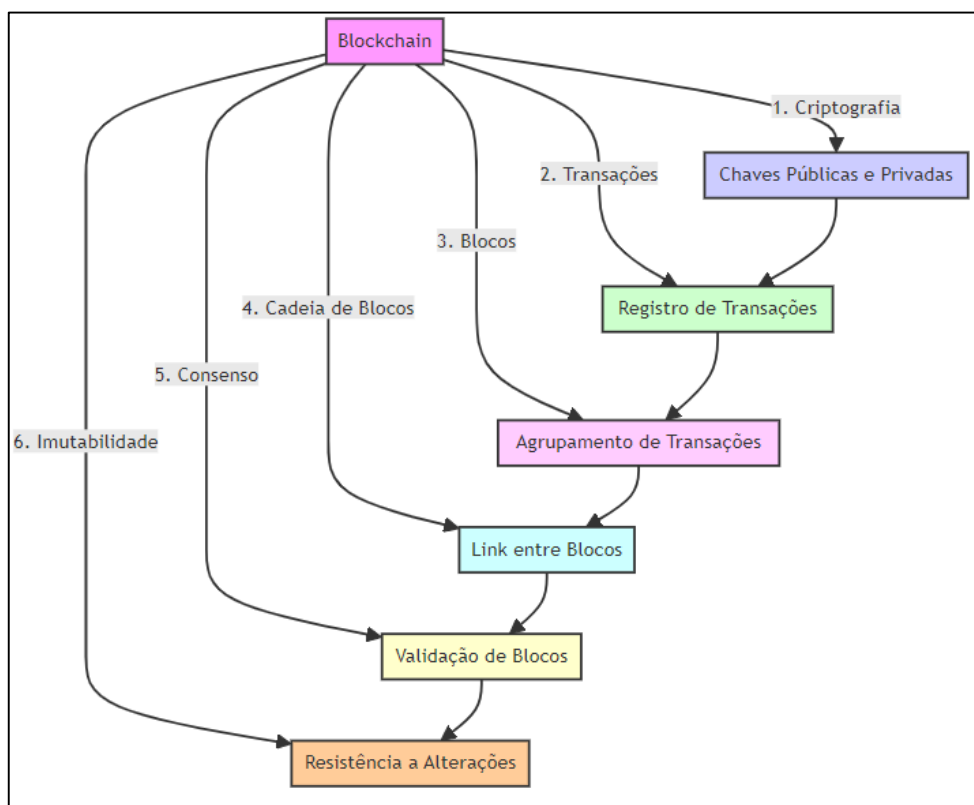 Blockchain
1. Criptografia
Chaves Públicas e Privadas
2. Transações
3. Blocos
Registro de Transações
4. Cadeia de Blocos
5. Consenso
Agrupamento de Transações
6. Imutabilidade
Link entre Blocos
Validação de Blocos
Resistência a Alterações